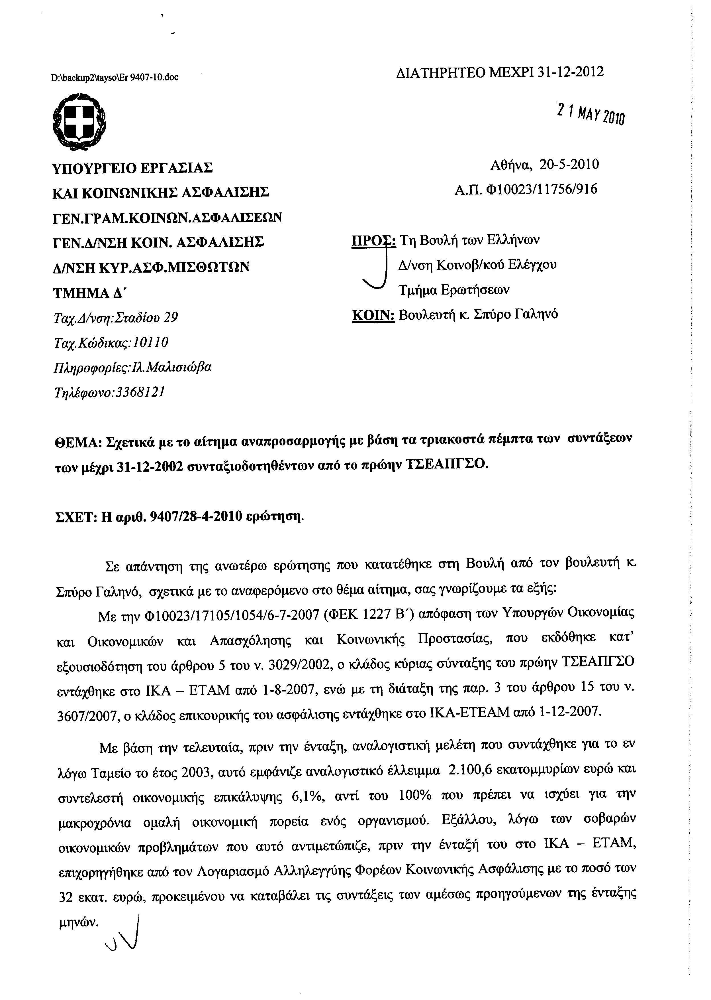 D:\backup2\tayso\Er 9407-10.doc
ΔΙΑΤΗΡΗΤΕΟ ΜΕΧΡΙ 31-12-2012
21 ΜΑΥ 2010
ΥΠΟΥΡΓΕΙΟ ΕΡΓΑΣΙΑΣ
ΚΑΙ ΚΟΙΝΩΝΙΚΗΣ ΑΣΦΑΛΙΣΗΣ
ΓΕΝ.ΓΡΑΜ.ΚΟΙΝΩΝ.ΑΣΦΑΛΙΣΕΩΝ
ΓΕΝ.Δ/ΝΣΗ ΚΟΙΝ. ΑΣΦΑΛΙΣΗΣ
Δ/ΝΣΗ ΚΥΡ.ΑΣΦ.ΜΙΣΘΩΤΩΝ
ΤΜΗΜΑ Δ΄
Ταχ.Δ/νση:Σταδίου 29
Ταχ.Κώδικας:10110
Πληροφορίες:Ιλ.Μαλισιώβα
Τηλέφωνο:3368121
Αθήνα, 20-5-2010
Α.Π. Φ10023/11756/916
ΠΡΟΣ: Τη Βουλή των Ελλήνων
Δ/νση Κοινοβ/κού Ελέγχου
Τμήμα Ερωτήσεων
ΚΟΙΝ: Βουλευτή κ. Σπύρο Γαληνό
ΘΕΜΑ: Σχετικά με το αίτημα αναπροσαρμογής με βάση τα τριακοστά πέμπτα των συντάξεων
των μέχρι 31-12-2002 συνταξιοδοτηθέντων από το πρώην ΤΣΕΑΠΓΣΟ.
ΣΧΕΤ: Η αριθ. 9407/28-4-2010 ερώτηση.
Σε απάντηση της ανωτέρω ερώτησης που κατατέθηκε στη Βουλή από τον βουλευτή κ.
Σπύρο Γαληνό, σχετικά με το αναφερόμενο στο θέμα αίτημα, σας γνωρίζουμε τα εξής:
Με την Φ10023/17105/1054/6-7-2007 (ΦΕΚ 1227 Β΄) απόφαση των Υπουργών Οικονομίας
και Οικονομικών και Απασχόλησης και Κοινωνικής Προστασίας, που εκδόθηκε κατ’
εξουσιοδότηση του άρθρου 5 του ν. 3029/2002, ο κλάδος κύριας σύνταξης του πρώην ΤΣΕΑΠΓΣΟ
εντάχθηκε στο ΙΚΑ – ΕΤΑΜ από 1-8-2007, ενώ με τη διάταξη της παρ. 3 του άρθρου 15 του ν.
3607/2007, ο κλάδος επικουρικής του ασφάλισης εντάχθηκε στο ΙΚΑ-ΕΤΕΑΜ από 1-12-2007.
Με βάση την τελευταία, πριν την ένταξη, αναλογιστική μελέτη που συντάχθηκε για το εν
λόγω Ταμείο το έτος 2003, αυτό εμφάνιζε αναλογιστικό έλλειμμα 2.100,6 εκατομμυρίων ευρώ και
συντελεστή οικονομικής επικάλυψης 6,1%, αντί του 100% που πρέπει να ισχύει για την
μακροχρόνια ομαλή οικονομική πορεία ενός οργανισμού. Εξάλλου, λόγω των σοβαρών
οικονομικών προβλημάτων που αυτό αντιμετώπιζε, πριν την ένταξή του στο ΙΚΑ – ΕΤΑΜ,
επιχορηγήθηκε από τον Λογαριασμό Αλληλεγγύης Φορέων Κοινωνικής Ασφάλισης με το ποσό των
32 εκατ. ευρώ, προκειμένου να καταβάλει τις συντάξεις των αμέσως προηγούμενων της ένταξης
μηνών.